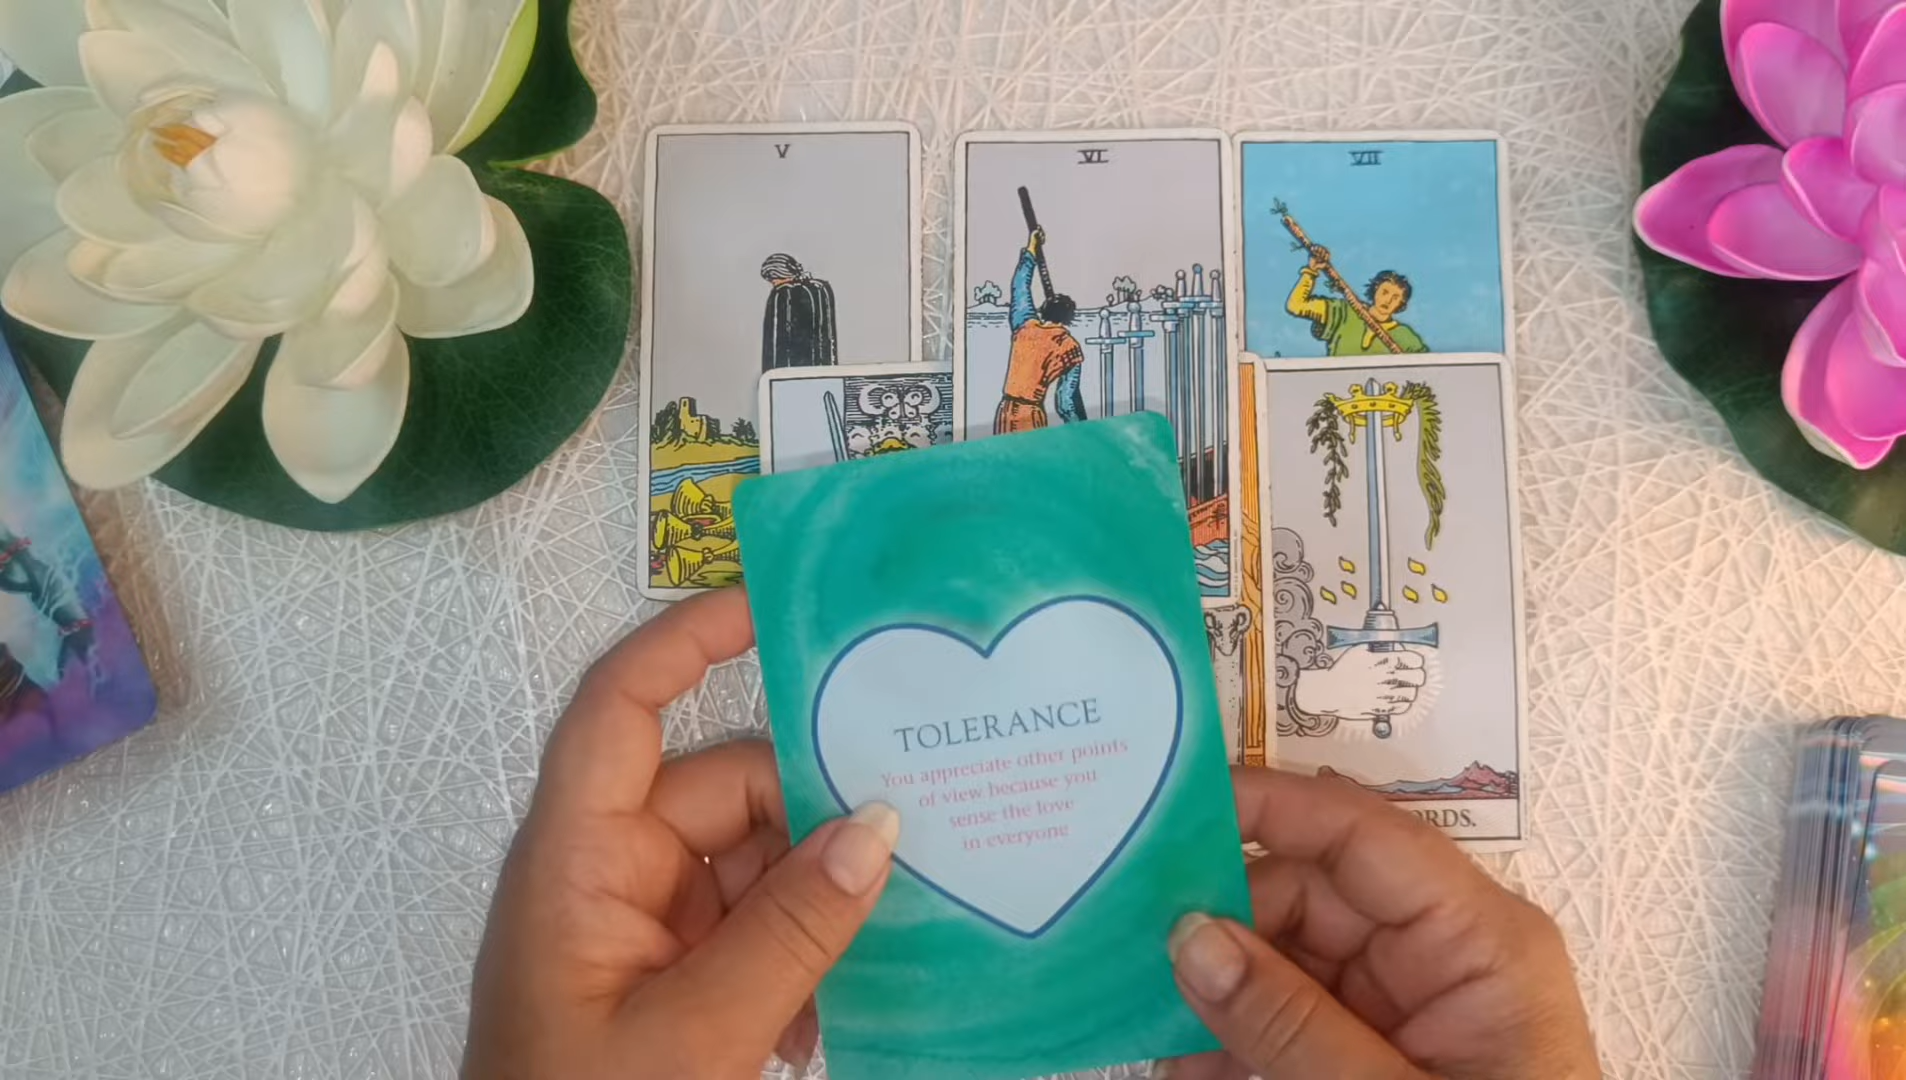 V
VI
VII
TOLERANCE
You appreciate other points
of view because you
sense the love
in everyone
ORDS.